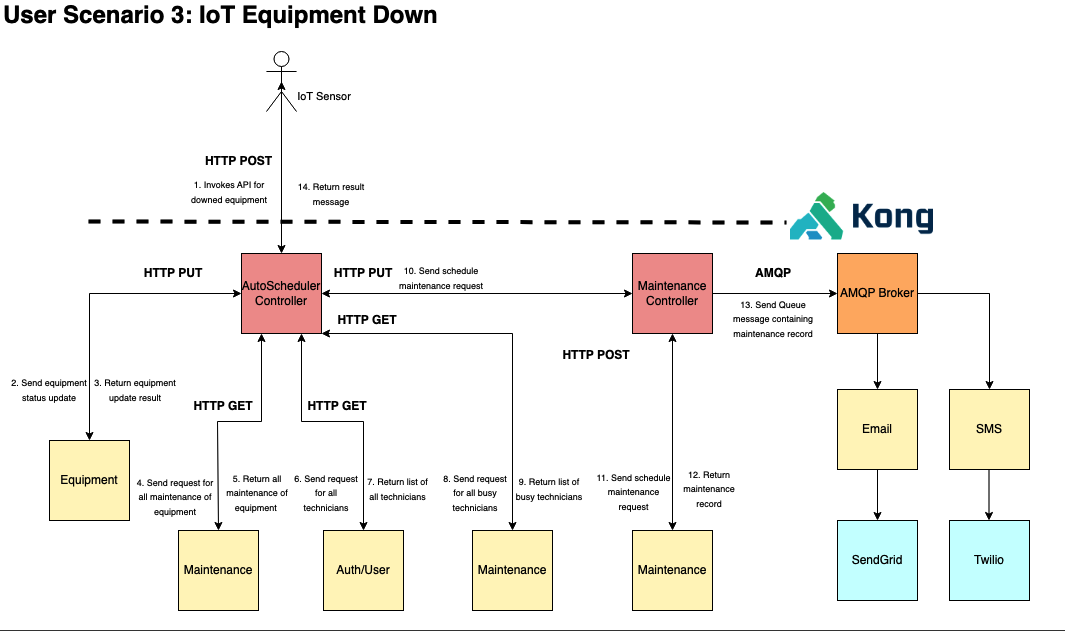 User Scenario 3: IoT Equipment Down
IoT Sensor
HTTP POST
1. Invokes API for
downed equipment
14. Return result
message
Kong
HTTP PUT
AutoScheduler
Controller
HTTP PUT
10. Send schedule
maintenance request
HTTP GET
Maintenance
Controller
AMQP
13. Send Queue
message containing
maintenance record
AMQP Broker
HTTP POST
2. Send equipment
status update
3. Return equipment
update result
HTTP GET
HTTP GET
Email
SMS
Equipment
4. Send request for
all maintenance of
equipment
5. Return all
maintenance of
equipment
6. Send request
for all
technicians
7. Return list of
all technicians
8. Send request
for all busy
technicians
9. Return list of
busy technicians
11. Send schedule
maintenance
request
12. Return
maintenance
record
Maintenance
Auth/User
Maintenance
Maintenance
SendGrid
Twilio